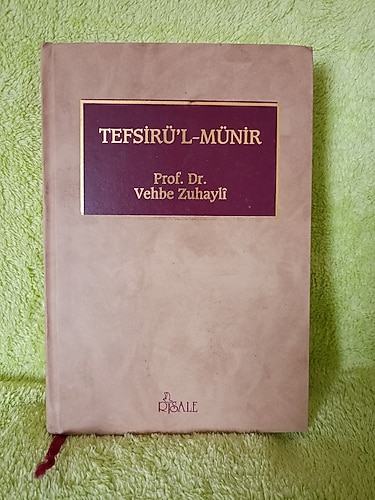 TEFSİRÜ'L-MÜNİR
Prof. Dr.
Vehbe Zuhaylî
RİSALE